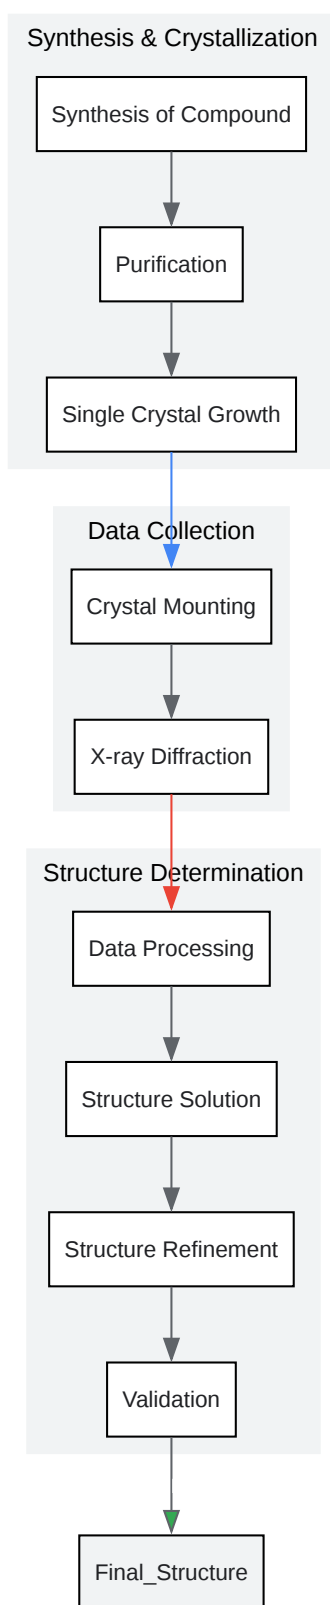 Synthesis & Crystallization
Synthesis of Compound
Purification
Single Crystal Growth
Data Collection
Crystal Mounting
X-ray Diffraction
Structure Determination
Data Processing
Structure Solution
Structure Refinement
Validation
Final_Structure